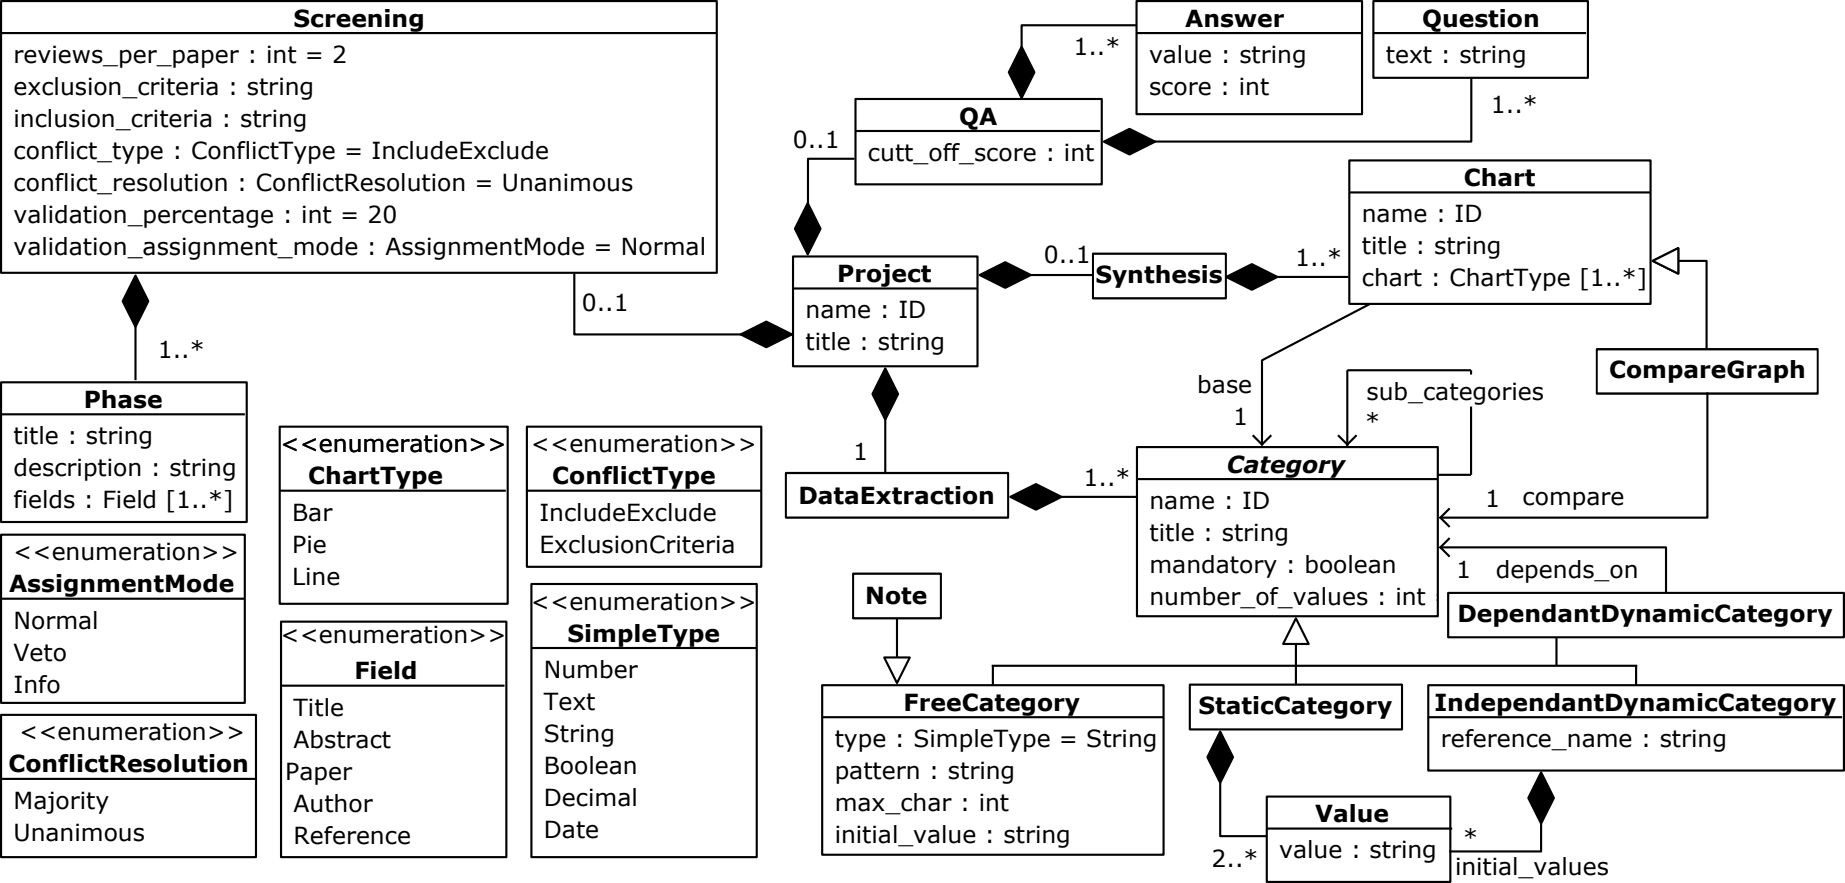 Screening
reviews_per_paper : int = 2
exclusion_criteria : string
inclusion_criteria : string
conflict_type : ConflictType = IncludeExclude
conflict_resolution : ConflictResolution = Unanimous
validation_percentage : int = 20
validation_assignment_mode : AssignmentMode = Normal
1..*
0..1
Answer
value : string
score : int
1..*
Question
text : string
1..*
QA
cutt_off_score : int
0..1
Project
name : ID
title : string
0..1
Synthesis
1..*
Chart
name : ID
title : string
chart : ChartType [1..*]
CompareGraph
base
1
sub_categories
*
1 compare
1 depends_on
1
DataExtraction
1..*
Category
name : ID
title : string
mandatory : boolean
number_of_values : int
DependantDynamicCategory
Phase
title : string
description : string
fields : Field [1..*]
<<enumeration>>
ChartType
Bar
Pie
Line
<<enumeration>>
ConflictType
IncludeExclude
ExclusionCriteria
<<enumeration>>
AssignmentMode
Normal
Veto
Info
<<enumeration>>
Field
Title
Abstract
Paper
Author
Reference
<<enumeration>>
SimpleType
Number
Text
String
Boolean
Decimal
Date
<<enumeration>>
ConflictResolution
Majority
Unanimous
Note
FreeCategory
type : SimpleType = String
pattern : string
max_char : int
initial_value : string
StaticCategory
IndependantDynamicCategory
reference_name : string
Value
value : string
2..*
*
initial_values